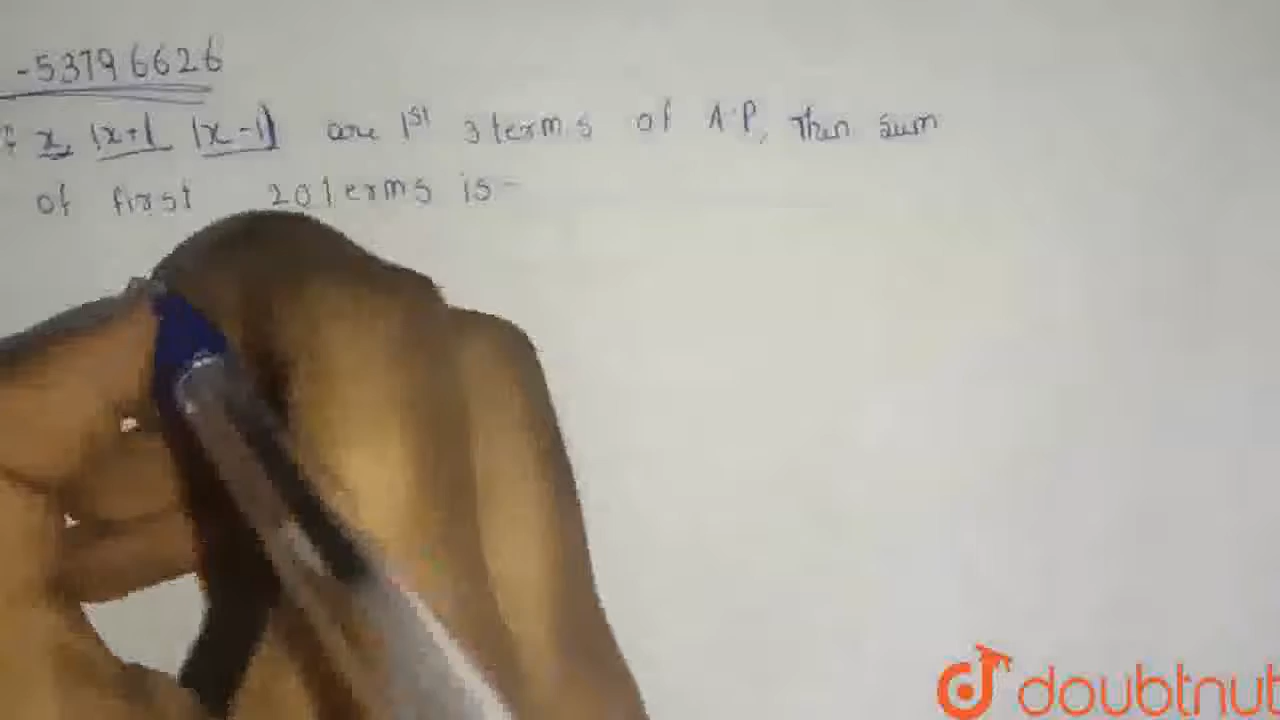 -53796626
x, |x+1 |x-1| are 1st 3 terms of A.P, Then sum
of first 20 terms is -
doubtnut